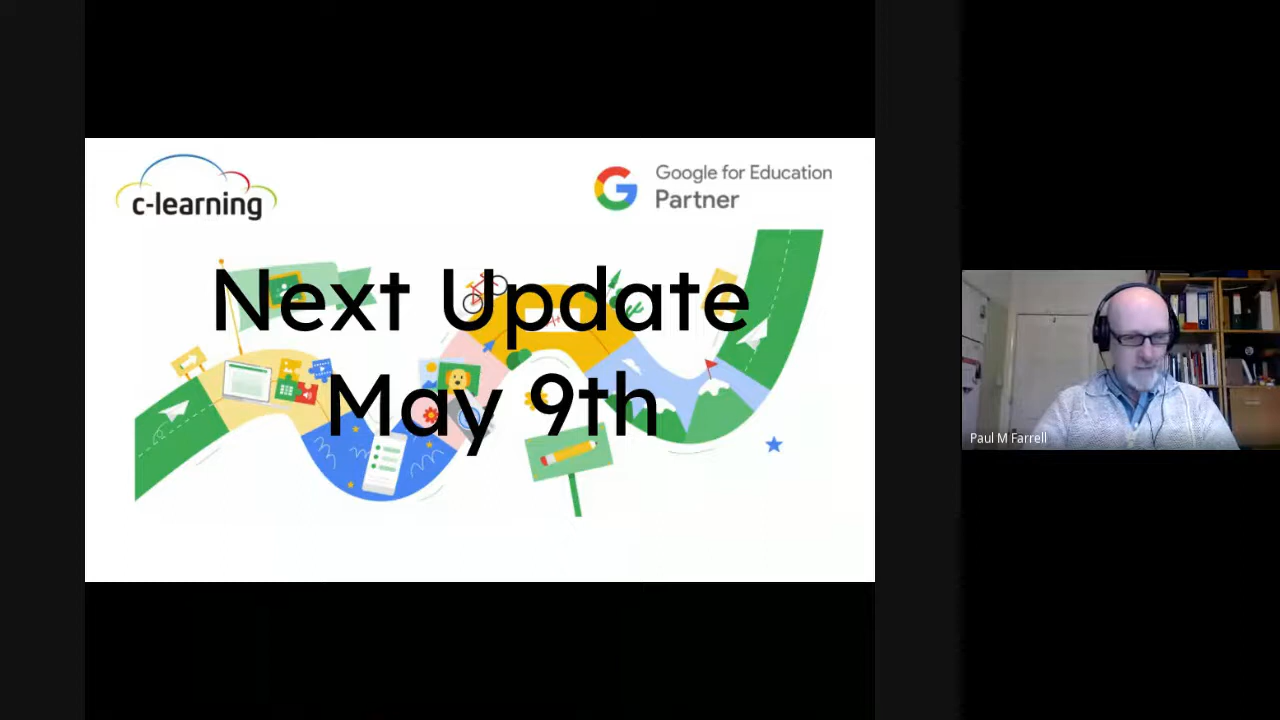 c-learning
Google for Education
Partner
Next Update
May 9th
Paul M Farrell